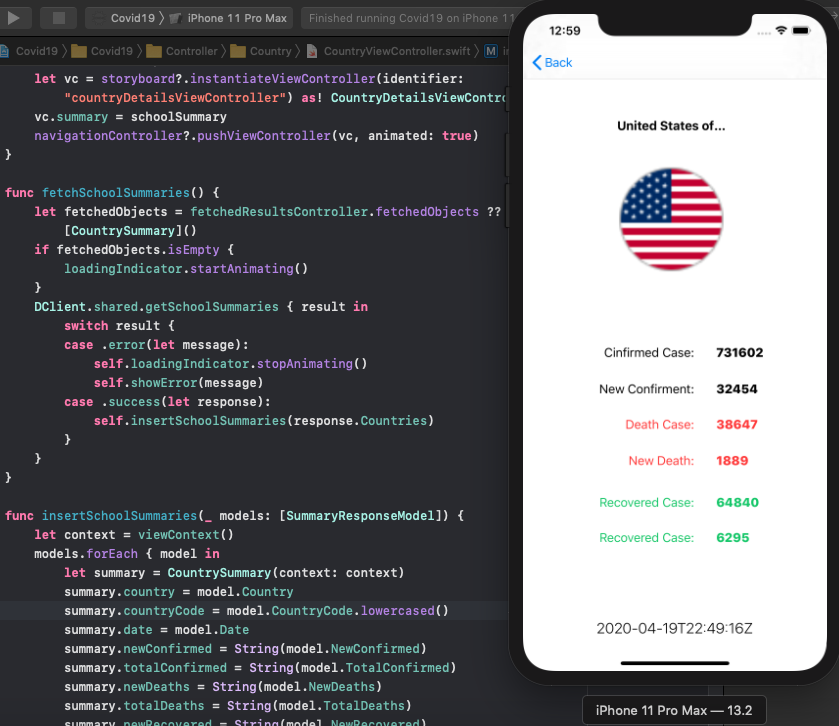 Covid19 〉 iPhone 11 Pro Max
Finished running Covid19 on iPhone 11
Covid19 〉 Covid19 〉 Controller 〉 Country 〉 CountryViewController.swift 〉 M
let vc = storyboard?.instantiateViewController(identifier:
"countryDetailsViewController") as! CountryDetailsViewContro
vc.summary = schoolSummary
navigationController?.pushViewController(vc, animated: true)
}
func fetchSchoolSummaries() {
let fetchedObjects = fetchedResultsController.fetchedObjects ??
[CountrySummary]()
if fetchedObjects.isEmpty {
loadingIndicator.startAnimating()
}
DClient.shared.getSchoolSummaries { result in
switch result {
case .error(let message):
self.loadingIndicator.stopAnimating()
self.showError(message)
case .success(let response):
self.insertSchoolSummaries(response.Countries)
}
}
}
func insertSchoolSummaries(_ models: [SummaryResponseModel]) {
let context = viewContext()
models.forEach { model in
let summary = CountrySummary(context: context)
summary.country = model.Country
summary.countryCode = model.CountryCode.lowercased()
summary.date = model.Date
summary.newConfirmed = String(model.NewConfirmed)
summary.totalConfirmed = String(model.TotalConfirmed)
summary.newDeaths = String(model.NewDeaths)
summary.totalDeaths = String(model.TotalDeaths)
summary.newRecovered = String(model.NewRecovered)
12:59
Back
United States of...
Cinfirmed Case: 731602
New Confirment: 32454
Death Case: 38647
New Death: 1889
Recovered Case: 64840
Recovered Case: 6295
2020-04-19T22:49:16Z
iPhone 11 Pro Max — 13.2